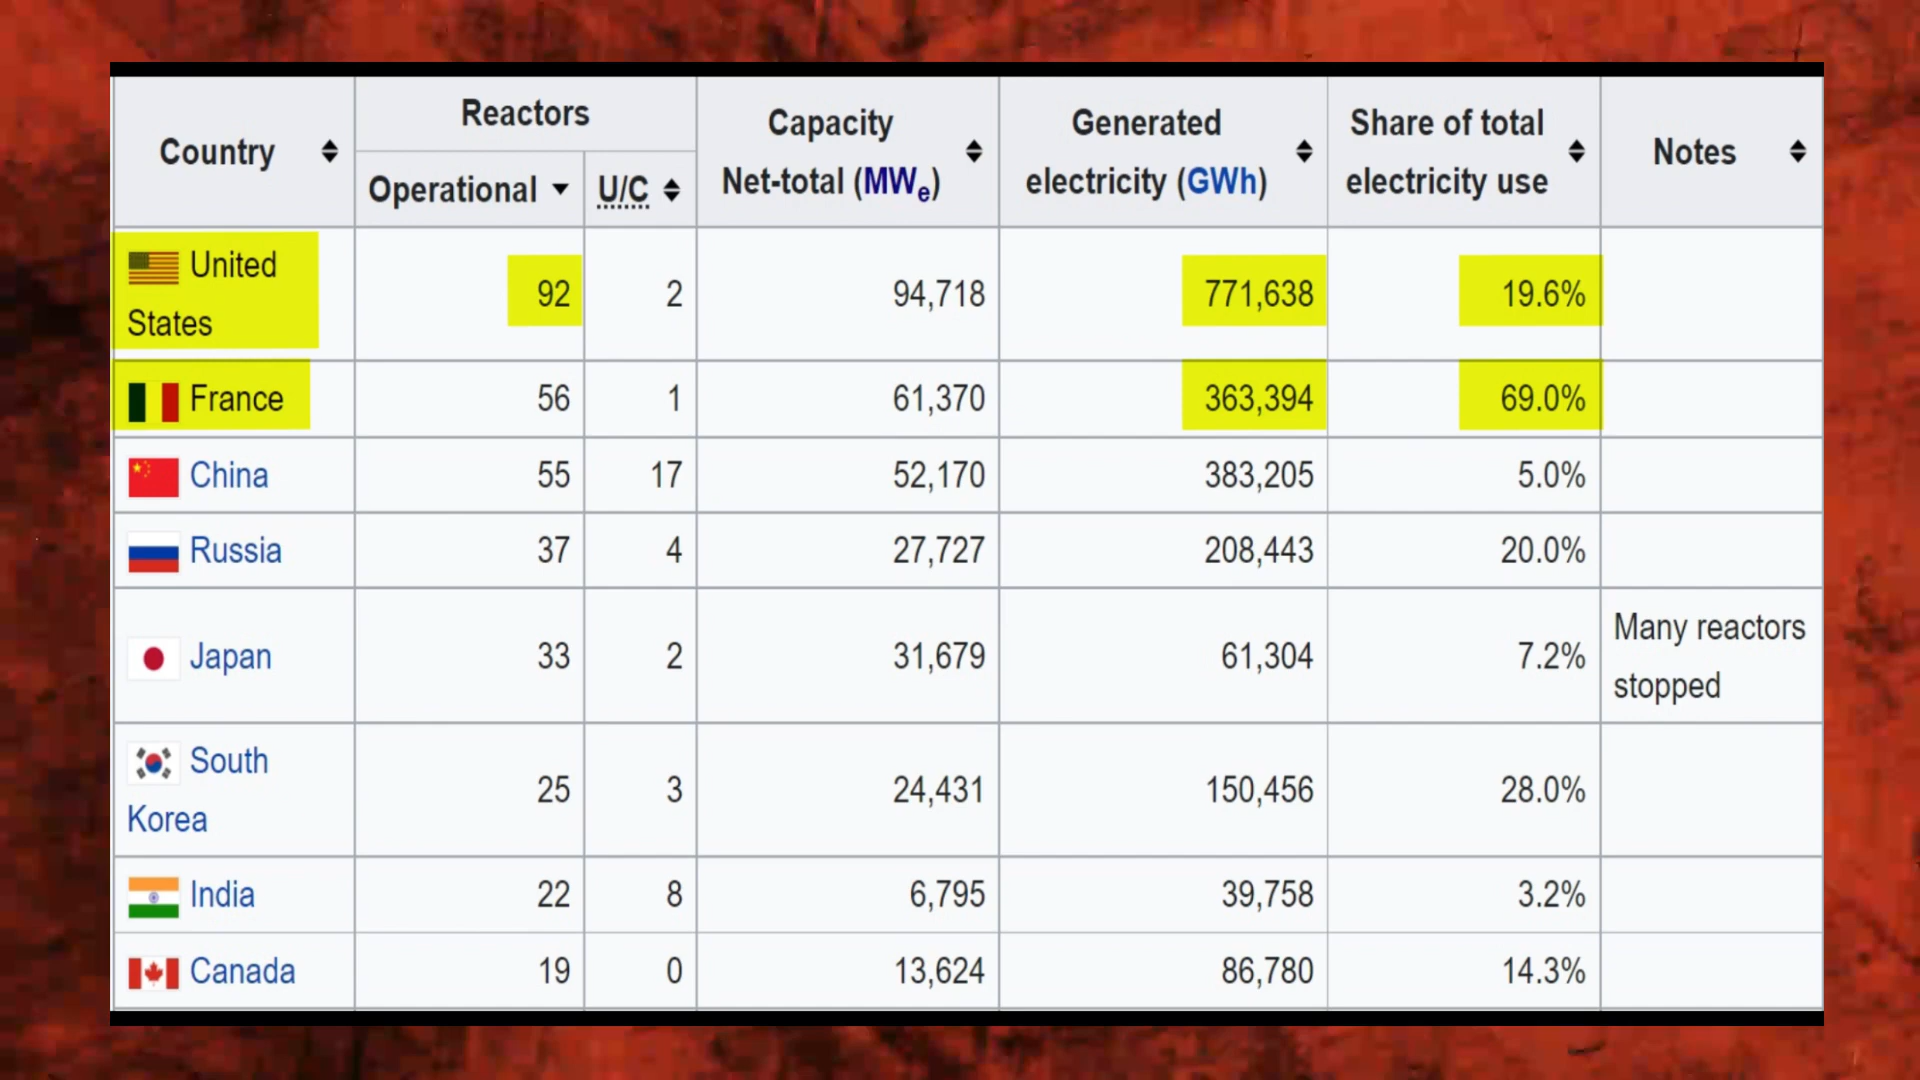 Country Reactors Capacity Net-total (MWe) Generated electricity (GWh) Share of total electricity use Notes
Operational U/C
United States 92 2 94,718 771,638 19.6%
France 56 1 61,370 363,394 69.0%
China 55 17 52,170 383,205 5.0%
Russia 37 4 27,727 208,443 20.0%
Japan 33 2 31,679 61,304 7.2% Many reactors stopped
South Korea 25 3 24,431 150,456 28.0%
India 22 8 6,795 39,758 3.2%
Canada 19 0 13,624 86,780 14.3%